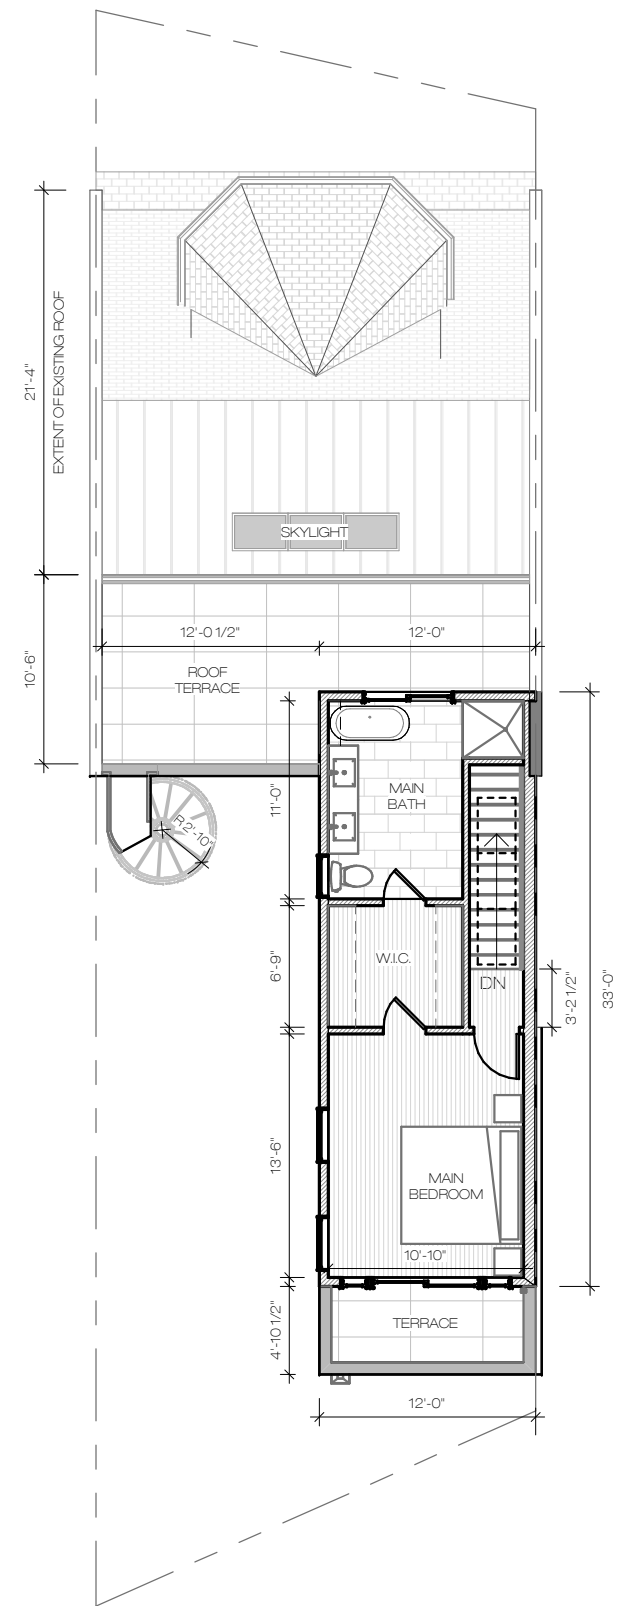 21'-4"
EXTENT OF EXISTING ROOF
SKYLIGHT
12'-0 1/2"
12'-0"
10'-6"
ROOF
TERRACE
11'-0"
MAIN
BATH
R 2'-10"
6'-9"
W.I.C.
DN
3'-2 1/2"
33'-0"
13'-6"
MAIN
BEDROOM
10'-10"
4'-10 1/2"
TERRACE
12'-0"